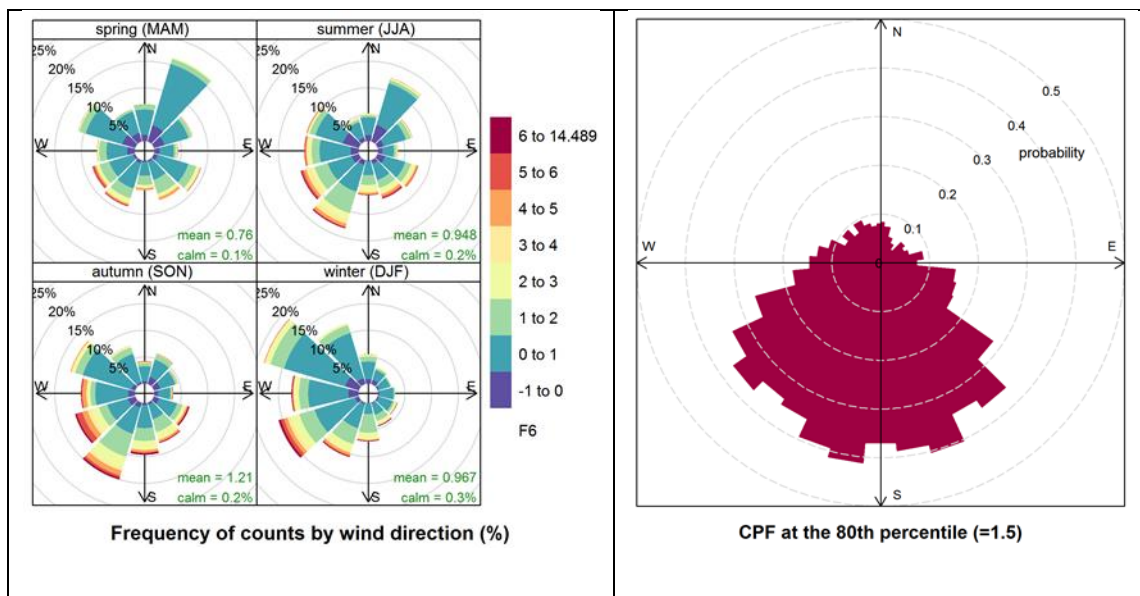 spring (MAM)
summer (JJA)
25%
20%
15%
10%
5%
N
W
E
S
mean = 0.76
calm = 0.1%
25%
20%
15%
10%
5%
N
W
E
S
mean = 0.948
calm = 0.2%
autumn (SON)
winter (DJF)
25%
20%
15%
10%
5%
N
W
E
S
mean = 1.21
calm = 0.2%
25%
20%
15%
10%
5%
N
W
E
S
mean = 0.967
calm = 0.3%
6 to 14.489
5 to 6
4 to 5
3 to 4
2 to 3
1 to 2
0 to 1
-1 to 0
F6
Frequency of counts by wind direction (%)
N
0.5
0.4
probability
0.3
0.2
0.1
W
E
0
S
CPF at the 80th percentile (=1.5)